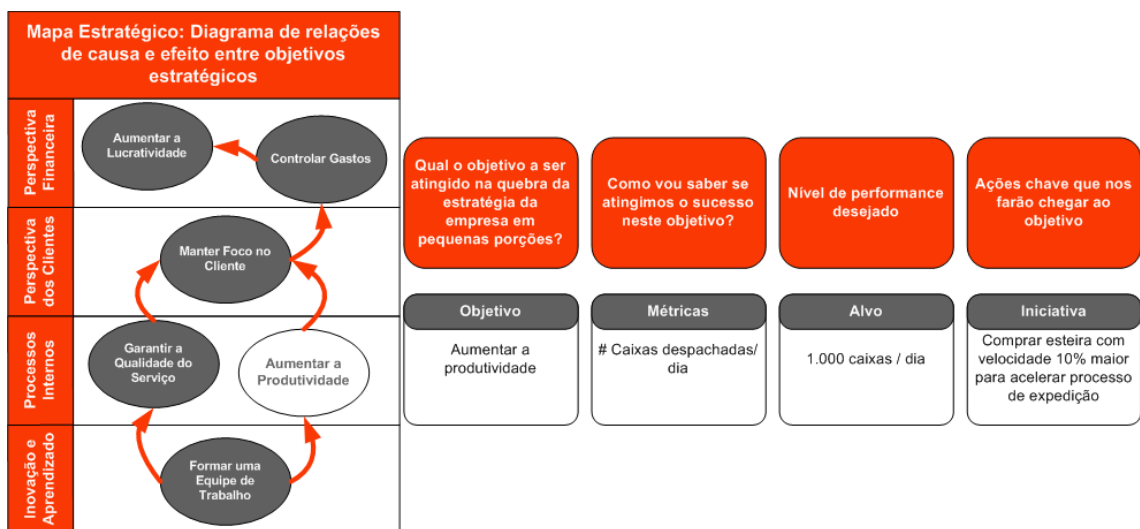 Mapa Estratégico: Diagrama de relações
de causa e efeito entre objetivos
estratégicos
Perspectiva
Financeira
Aumentar a
Lucratividade
Controlar Gastos
Perspectiva
dos Clientes
Manter Foco no
Cliente
Processos
Internos
Garantir a
Qualidade do
Serviço
Aumentar a
Produtividade
Inovação e
Aprendizado
Formar uma
Equipe de
Trabalho
Qual o objetivo a ser
atingido na quebra da
estratégia da
empresa em
pequenas porções?
Como vou saber se
atingimos o sucesso
neste objetivo?
Nível de performance
desejado
Ações chave que nos
farão chegar ao
objetivo
Objetivo
Aumentar a
produtividade
Métricas
# Caixas despachadas/
dia
Alvo
1.000 caixas / dia
Iniciativa
Comprar esteira com
velocidade 10% maior
para acelerar processo
de expedição